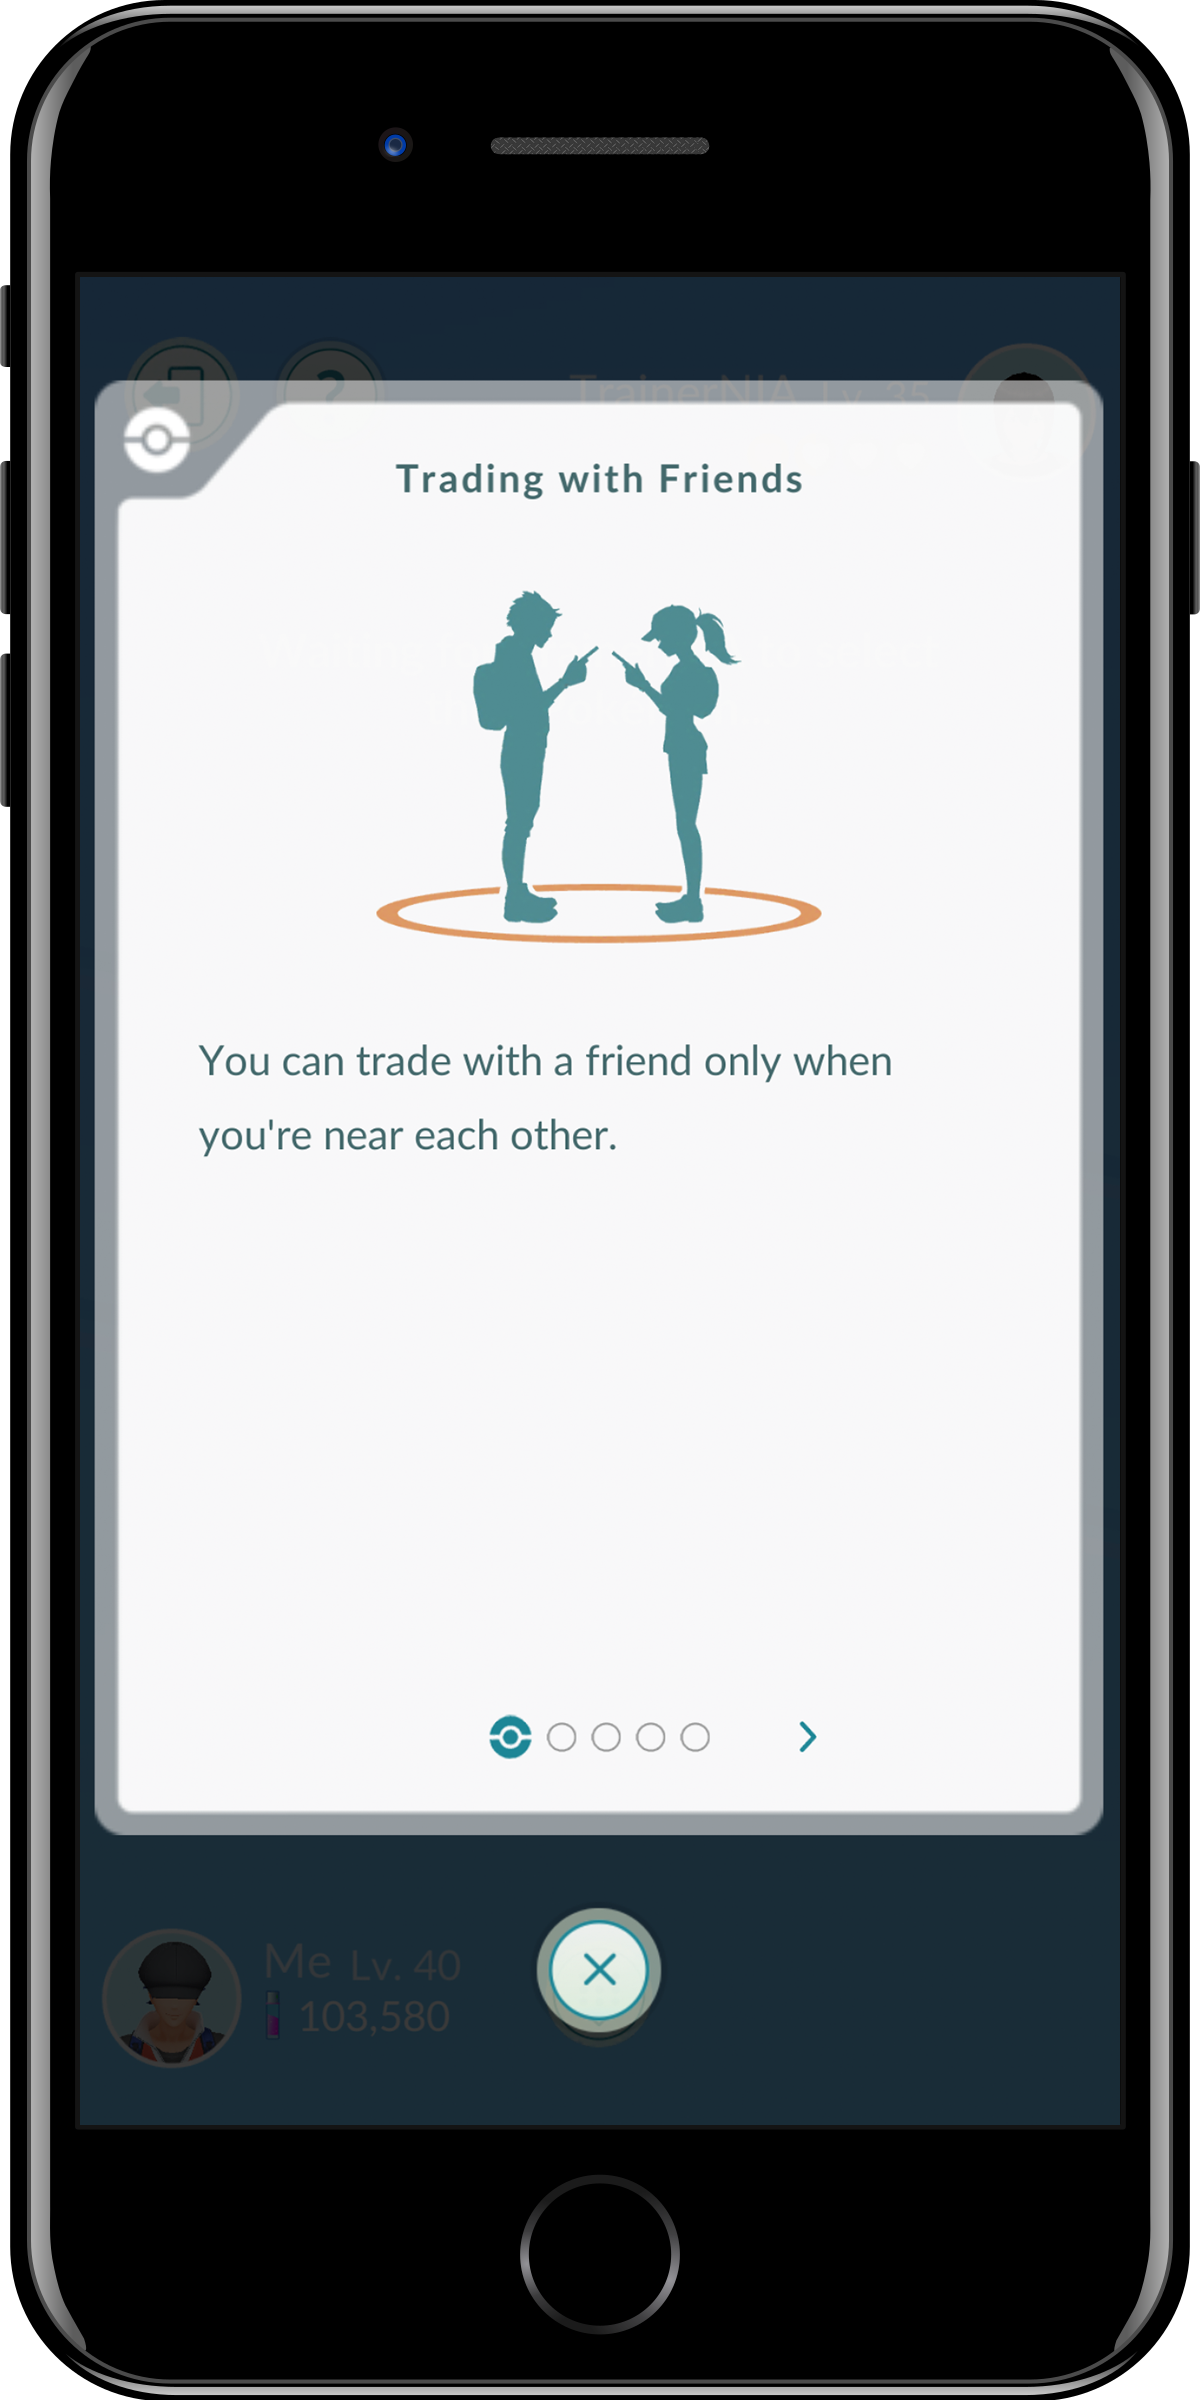 ?
TrainerNIA Lv. 35
Trading with Friends
You can trade with a friend only when
you're near each other.
Me Lv. 40
103,580